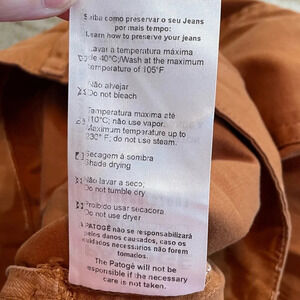 Saiba como preservar o seu Jeans
por mais tempo:
Learn how to preserve your jeans
Lavar a temperatura máxima
de 40°C/Wash at the maximum
temperature of 105°F
Não alvejar
Do not bleach
Temperatura máxima até
110°C; não use vapor.
Maximum temperature up to
230° F; do not use steam.
Secagem à sombra
Shade drying
Não lavar a seco;
Do not tumble dry
Proibido usar secadora
Do not use dryer
A PATOGÊ não se responsabilizará
pelos danos causados, caso os
cuidados necessários não forem
tomados.
The Patogê will not be
responsible if the necessary
care is not taken.